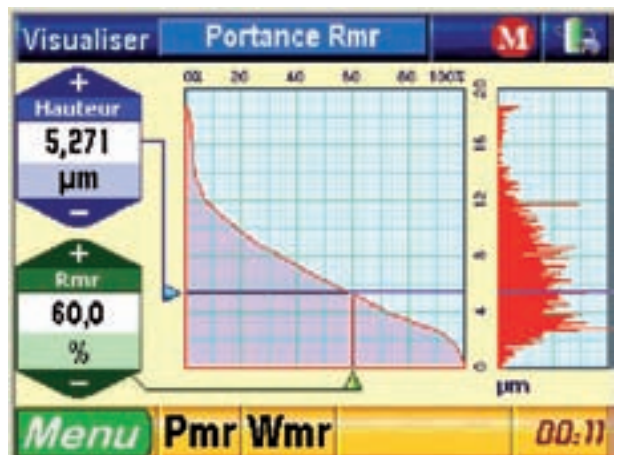 Visualiser Portance Rmr M
+
Hauteur
5,271
µm
−
+
Rmr
60,0
%
−
0% 20 40 60 80 100%
20
16
12
8
4
0
µm
Menu Pmr Wmr 00:11